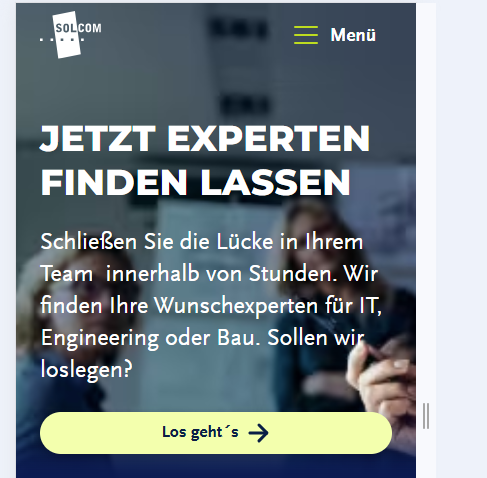 SOLCOM
Menü
JETZT EXPERTEN
FINDEN LASSEN
Schließen Sie die Lücke in Ihrem
Team  innerhalb von Stunden. Wir
finden Ihre Wunschexperten für IT,
Engineering oder Bau. Sollen wir
loslegen?
Los geht´s